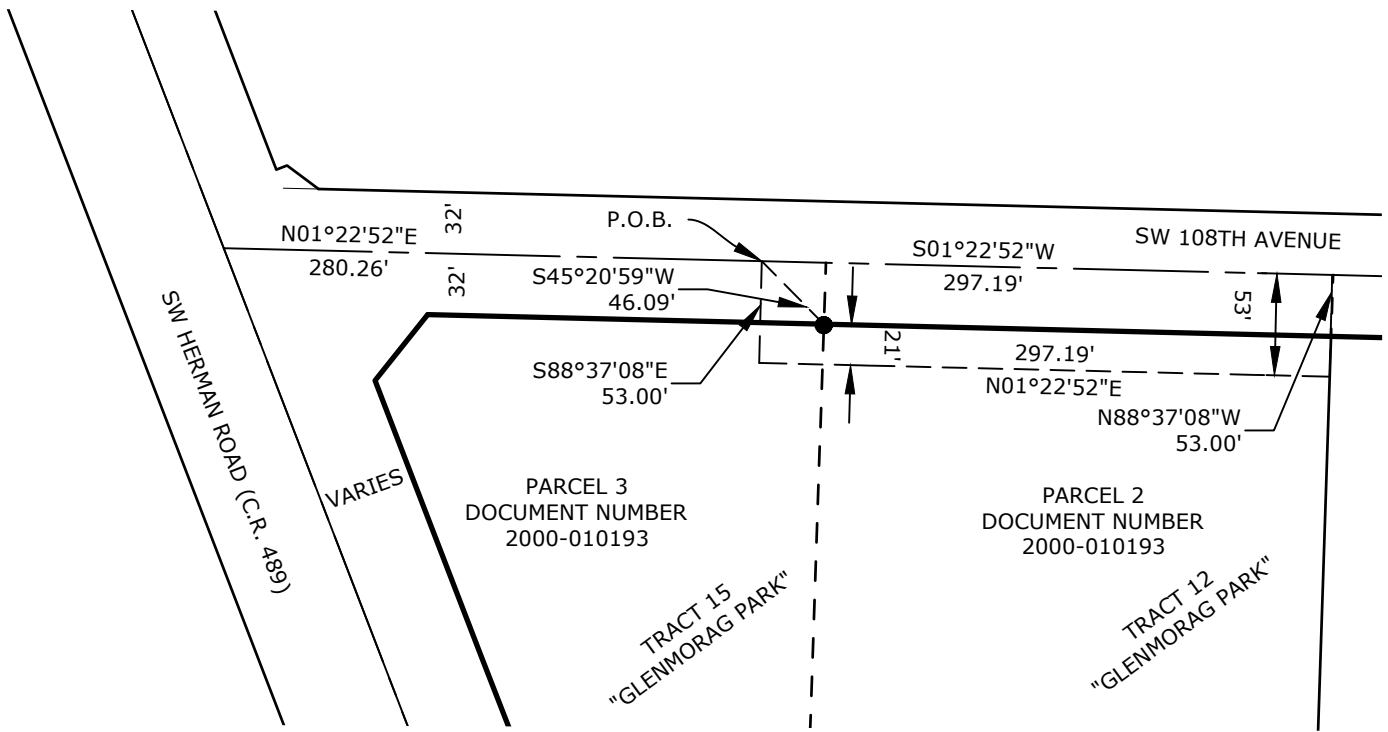 P.O.B.
32'
N01°22'52"E
280.26'
32'
S45°20'59"W
46.09'
S01°22'52"W
297.19'
SW 108TH AVENUE
53'
21'
297.19'
N01°22'52"E
S88°37'08"E
53.00'
N88°37'08"W
53.00'
SW HERMAN ROAD (C.R. 489)
VARIES
PARCEL 3
DOCUMENT NUMBER
2000-010193
PARCEL 2
DOCUMENT NUMBER
2000-010193
TRACT 15
"GLENMORAG PARK"
TRACT 12
"GLENMORAG PARK"